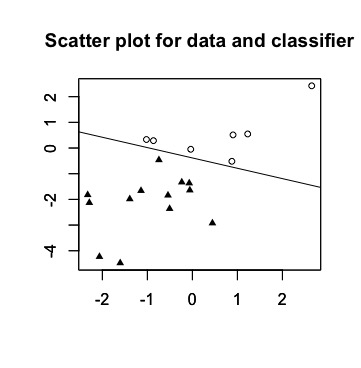 Scatter plot for data and classifier
2
1
0
-2
-4
-2 -1 0 1 2